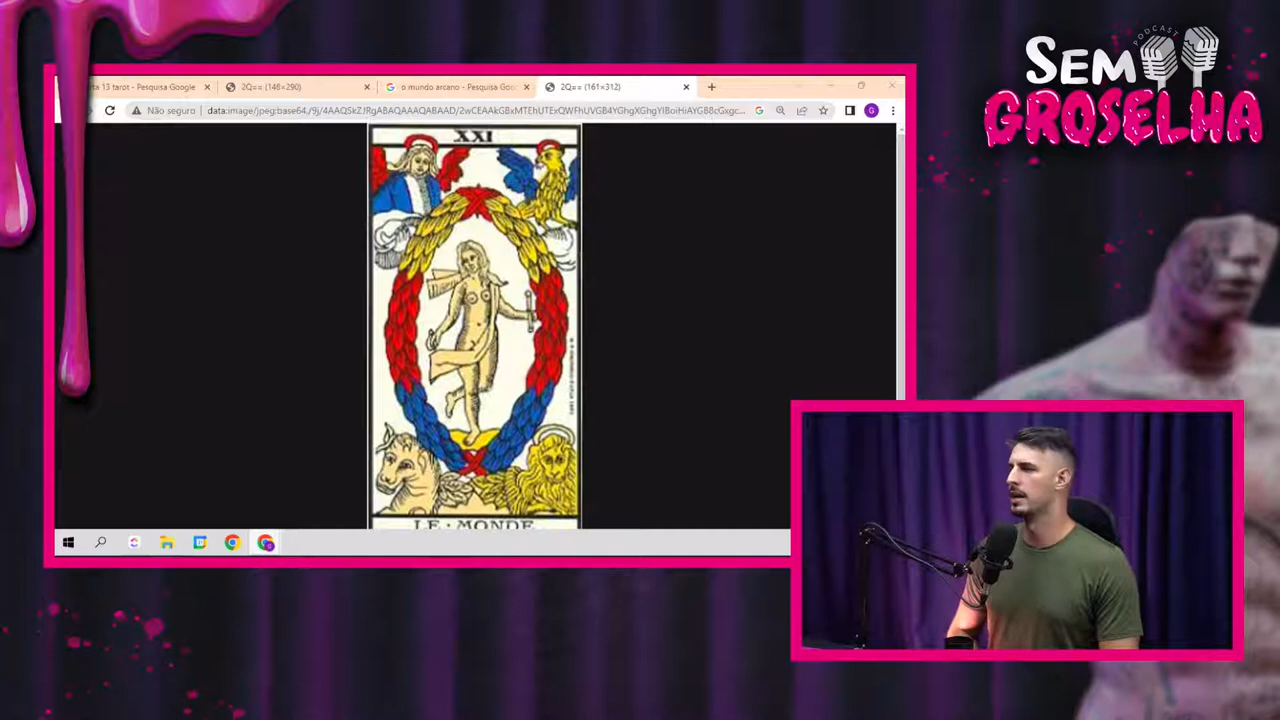 PODCAST
SEM
GROSELHA
rta 13 tarot - Pesquisa Google
2Q== (148×290)
o mundo arcano - Pesquisa Goo
2Q== (161×312)
Não seguro
XXI
LE·MONDE
G